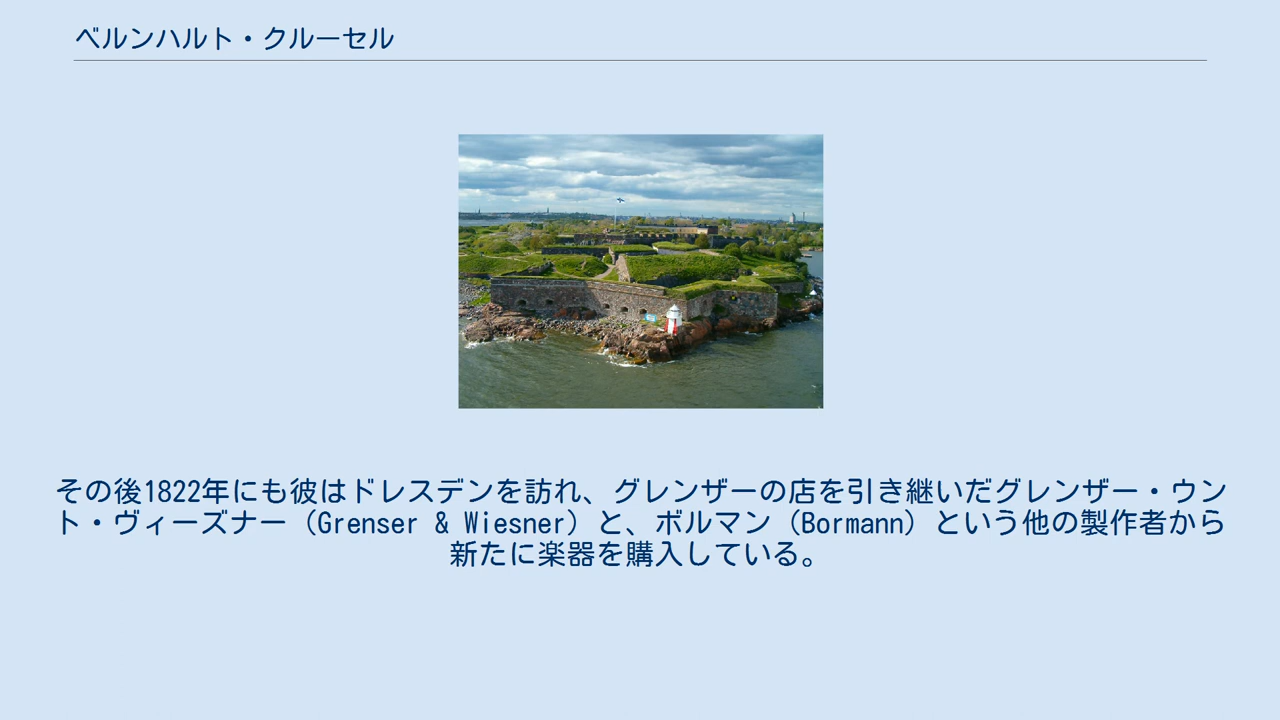 ベルンハルト・クルーセル
その後1822年にも彼はドレスデンを訪れ、グレンザーの店を引き継いだグレンザー・ウン
ト・ヴィーズナー（Grenser & Wiesner）と、ボルマン（Bormann）という他の製作者から
新たに楽器を購入している。